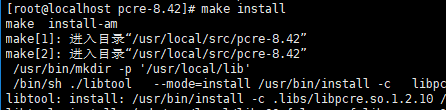 [root@localhost pcre-8.42]# make install
make  install-am
make[1]: 进入目录“/usr/local/src/pcre-8.42”
make[2]: 进入目录“/usr/local/src/pcre-8.42”
/usr/bin/mkdir -p '/usr/local/lib'
/bin/sh ./libtool   --mode=install /usr/bin/install -c   libpc
libtool: install: /usr/bin/install -c .libs/libpcre.so.1.2.10 /